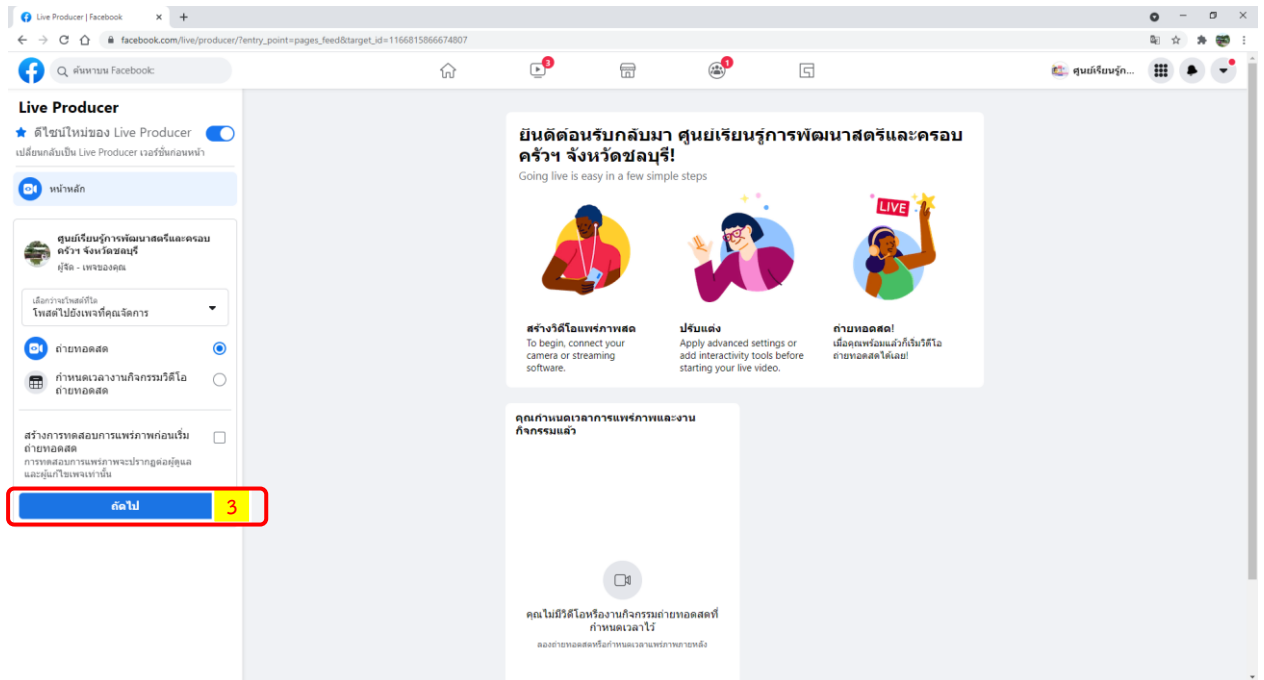 Live Producer | Facebook
facebook.com/live/producer/?entry_point=pages_feed&target_id=1166815866674807
ค้นหาบน Facebook
3
1
ศูนย์เรียนรู้ก...
Live Producer
ดีไซน์ใหม่ของ Live Producer
เปลี่ยนกลับเป็น Live Producer เวอร์ชั่นก่อนหน้า
หน้าหลัก
ศูนย์เรียนรู้การพัฒนาสตรีและครอบ
ครัวฯ จังหวัดชลบุรี
ผู้จัด - เพจของคุณ
เลือกว่าจะโพสต์ที่ใด
โพสต์ไปยังเพจที่คุณจัดการ
ถ่ายทอดสด
กำหนดเวลางานกิจกรรมวิดีโอ
ถ่ายทอดสด
สร้างการทดสอบการแพร่ภาพก่อนเริ่ม
ถ่ายทอดสด
การทดสอบการแพร่ภาพจะปรากฏต่อผู้ดูแล
และผู้แก้ไขเพจเท่านั้น
ถัดไป
3
ยินดีต้อนรับกลับมา ศูนย์เรียนรู้การพัฒนาสตรีและครอบ
ครัวฯ จังหวัดชลบุรี!
Going live is easy in a few simple steps
LIVE
สร้างวิดีโอแพร่ภาพสด
To begin, connect your
camera or streaming
software.
ปรับแต่ง
Apply advanced settings or
add interactivity tools before
starting your live video.
ถ่ายทอดสด!
เมื่อคุณพร้อมแล้วก็เริ่มวิดีโอ
ถ่ายทอดสดได้เลย!
คุณกำหนดเวลาการแพร่ภาพและงาน
กิจกรรมแล้ว
คุณไม่มีวิดีโอหรืองานกิจกรรมถ่ายทอดสดที่
กำหนดเวลาไว้
ลองถ่ายทอดสดหรือกำหนดเวลาแพร่ภาพภายหลัง